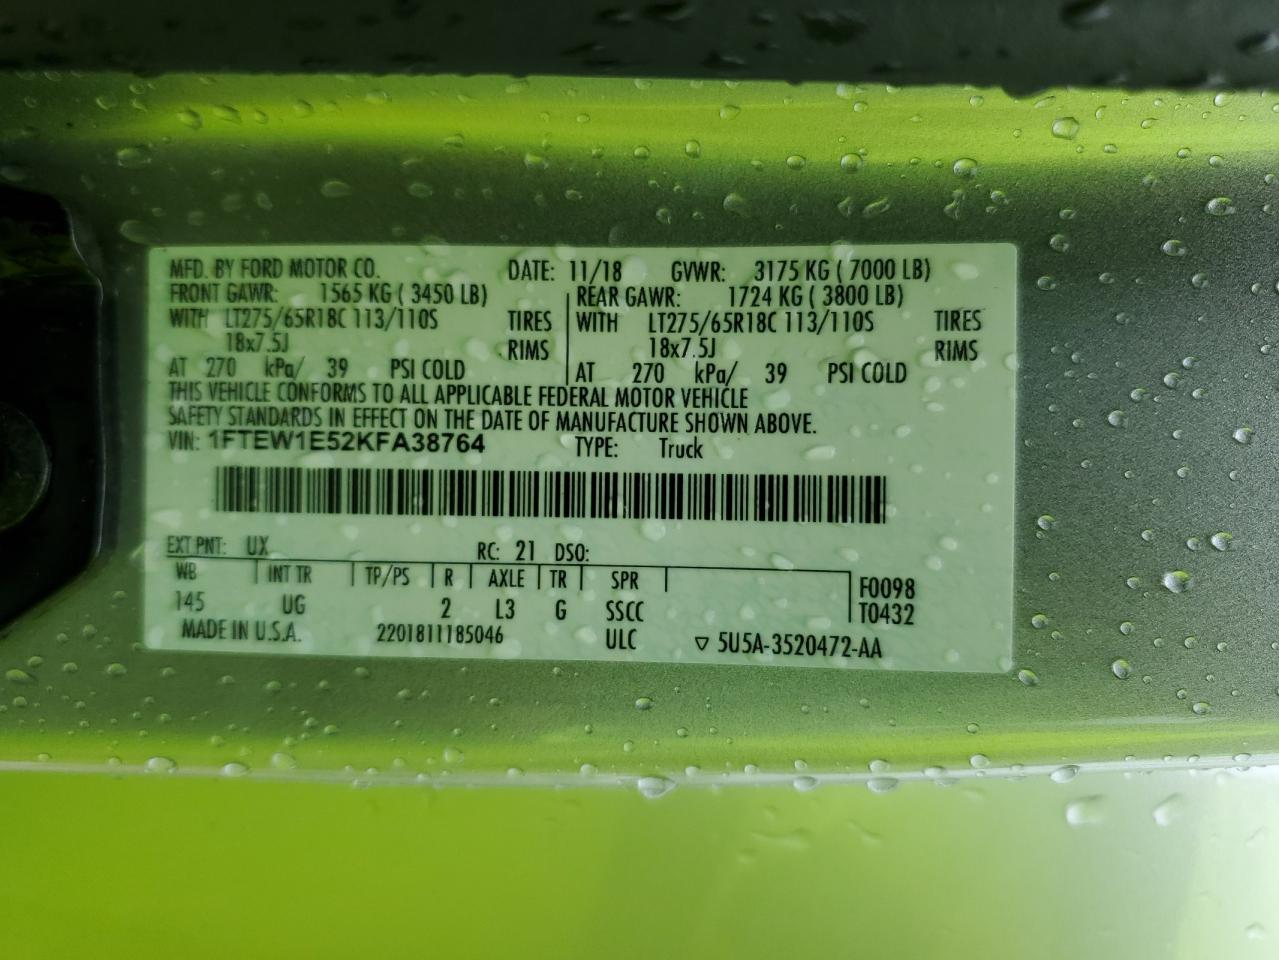 MFD. BY FORD MOTOR CO. DATE: 11/18 GVWR: 3175 KG ( 7000 LB)
FRONT GAWR: 1565 KG ( 3450 LB) REAR GAWR: 1724 KG ( 3800 LB)
WITH LT275/65R18C 113/110S TIRES WITH LT275/65R18C 113/110S TIRES
18x7.5J RIMS 18x7.5J RIMS
AT 270 kPa/ 39 PSI COLD AT 270 kPa/ 39 PSI COLD
THIS VEHICLE CONFORMS TO ALL APPLICABLE FEDERAL MOTOR VEHICLE
SAFETY STANDARDS IN EFFECT ON THE DATE OF MANUFACTURE SHOWN ABOVE.
VIN: 1FTEW1E52KFA38764 TYPE: Truck
EXT PNT: UX RC: 21 DSO:
WB INT TR TP/PS R AXLE TR SPR F0098
145 UG 2 L3 G SSCC T0432
MADE IN U.S.A. 2201811185046 ULC ▽ 5U5A-3520472-AA